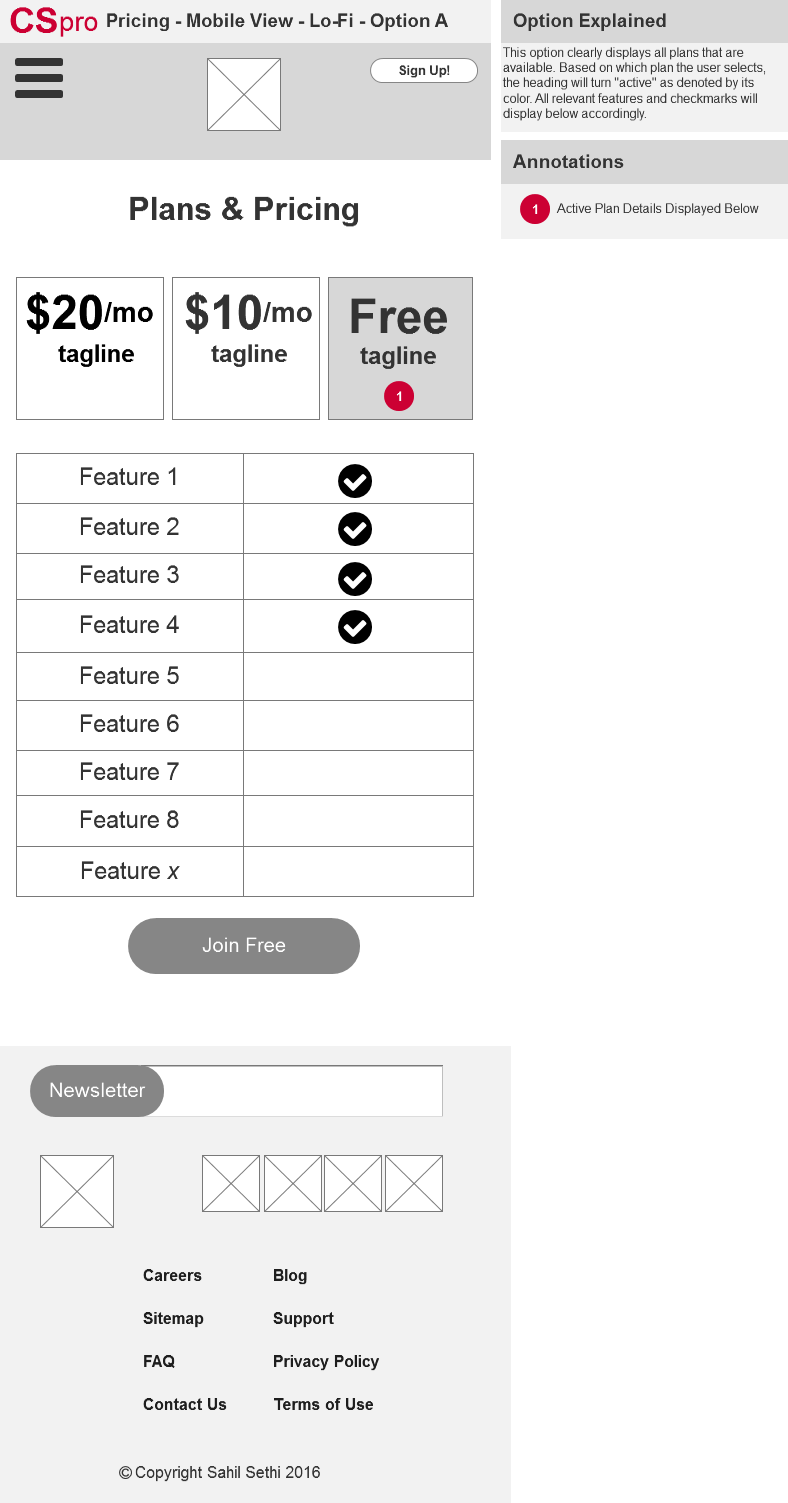 CSpro Pricing - Mobile View - Lo-Fi - Option A
Sign Up!
Plans & Pricing
$20/mo
tagline
$10/mo
tagline
Free
tagline
1
Feature 1
Feature 2
Feature 3
Feature 4
Feature 5
Feature 6
Feature 7
Feature 8
Feature x
Join Free
Newsletter
Careers
Blog
Sitemap
Support
FAQ
Privacy Policy
Contact Us
Terms of Use
© Copyright Sahil Sethi 2016
Option Explained
This option clearly displays all plans that are
available. Based on which plan the user selects,
the heading will turn "active" as denoted by its
color. All relevant features and checkmarks will
display below accordingly.
Annotations
1 Active Plan Details Displayed Below